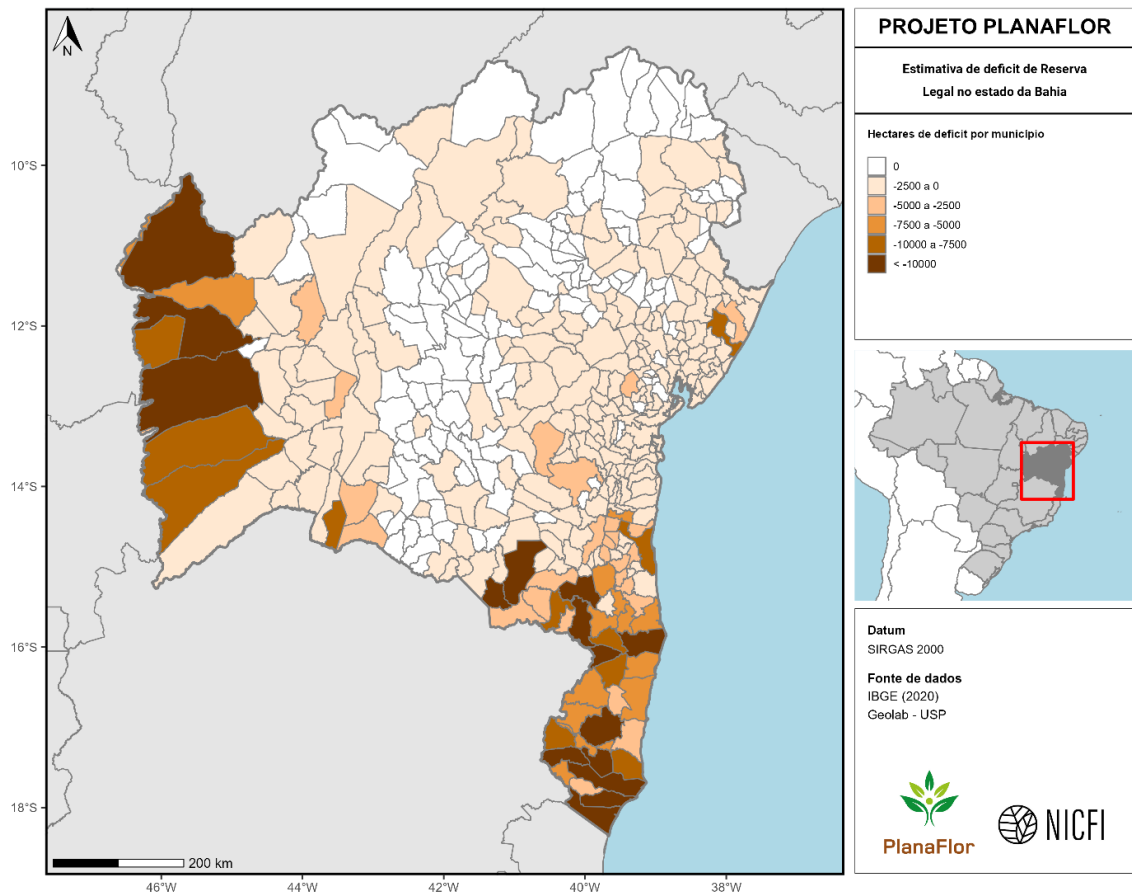 PROJETO PLANAFLOR
Estimativa de deficit de Reserva
Legal no estado da Bahia
Hectares de deficit por município
0
-2500 a 0
-5000 a -2500
-7500 a -5000
-10000 a -7500
< -10000
N
10°S
12°S
14°S
16°S
18°S
200 km
46°W
44°W
42°W
40°W
38°W
Datum
SIRGAS 2000
Fonte de dados
IBGE (2020)
Geolab - USP
PlanaFlor
NICFI